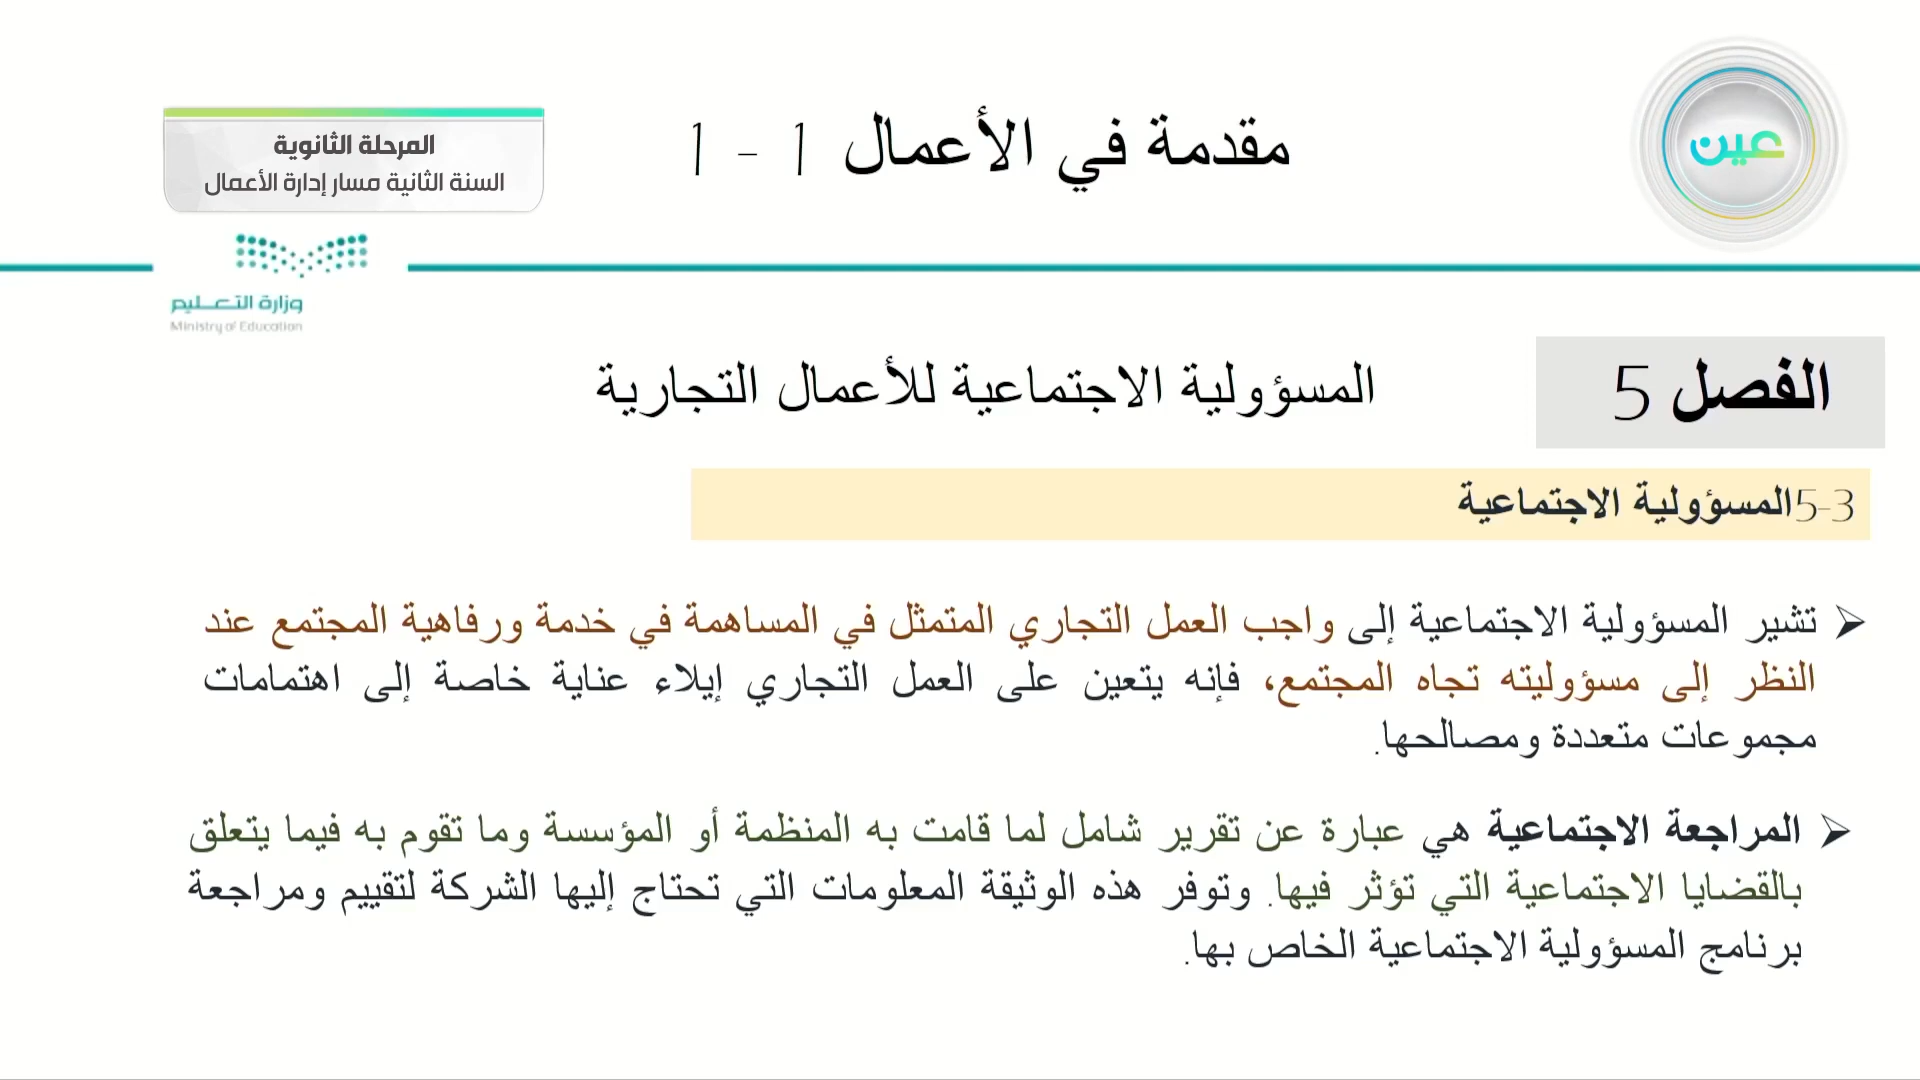 عين
مقدمة في الأعمال 1 - 1
المرحلة الثانوية
السنة الثانية مسار إدارة الأعمال
وزارة التعليم
Ministry of Education
الفصل 5
المسؤولية الاجتماعية للأعمال التجارية
5-3المسؤولية الاجتماعية
تشير المسؤولية الاجتماعية إلى واجب العمل التجاري المتمثل في المساهمة في خدمة ورفاهية المجتمع عند
النظر إلى مسؤوليته تجاه المجتمع، فإنه يتعين على العمل التجاري إيلاء عناية خاصة إلى اهتمامات
مجموعات متعددة ومصالحها.
المراجعة الاجتماعية هي عبارة عن تقرير شامل لما قامت به المنظمة أو المؤسسة وما تقوم به فيما يتعلق
بالقضايا الاجتماعية التي تؤثر فيها. وتوفر هذه الوثيقة المعلومات التي تحتاج إليها الشركة لتقييم ومراجعة
برنامج المسؤولية الاجتماعية الخاص بها.